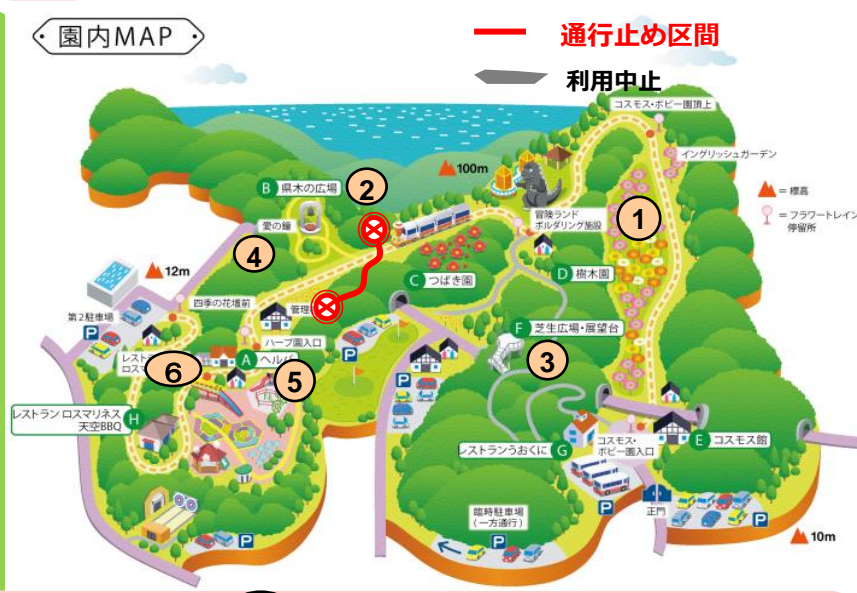 園内MAP
通行止め区間
利用中止
コスモス・ポピー園頂上
イングリッシュガーデン
100m
B 県木の広場
2
= 標高
= フラワートレイン
停留所
冒険ランド
ボルダリング施設
1
愛の鐘
4
12m
D 樹木園
C つばき園
四季の花壇前
管理
第2駐車場
P
F 芝生広場・展望台
ハーブ園入口
P
レストラ
ロスマ
6
A ヘルバ
5
3
P
レストラン ロスマリネス
天空BBQ
H
レストランうおくに G
コスモス・
ポピー園入口
E コスモス館
P
臨時駐車場
(一方通行)
正門
P
P
P
10m